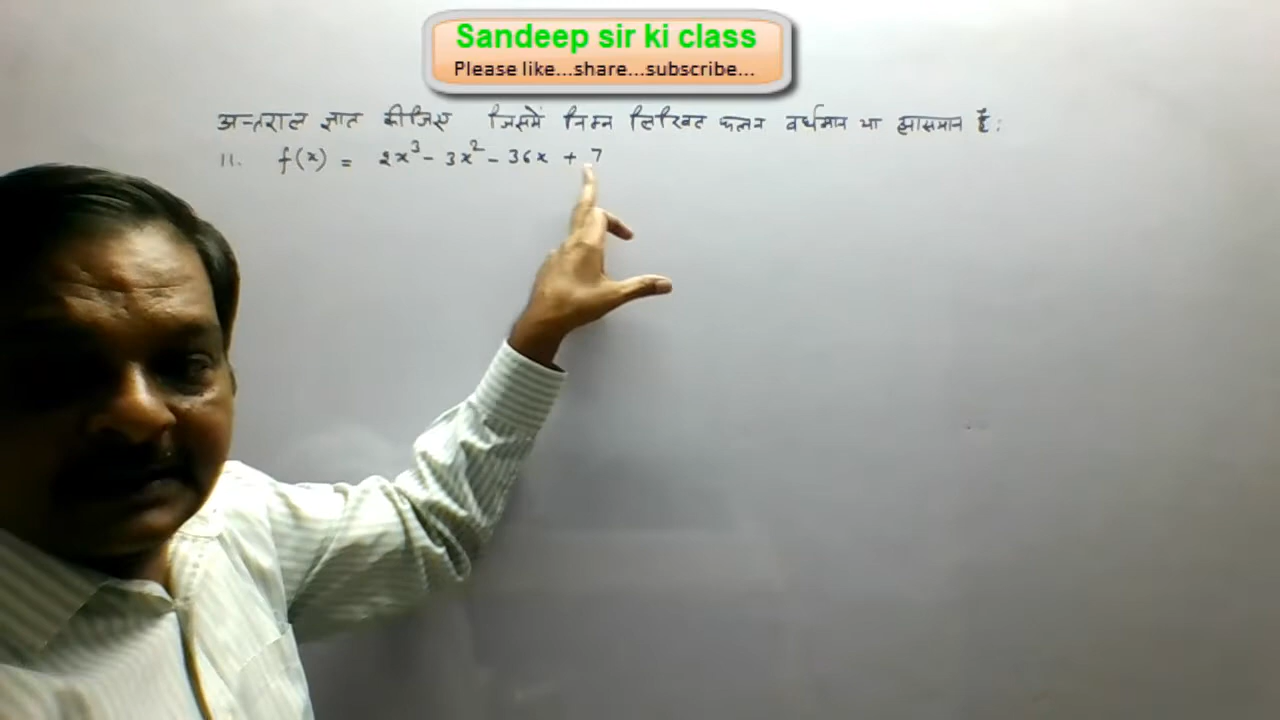 Sandeep sir ki class
Please like...share...subscribe...
अन्तराल ज्ञात कीजिए जिसमें निम्न लिखित फलन वर्धमान या ह्रासमान है:
11. f(x) = 2x³ - 3x² - 36x + 7